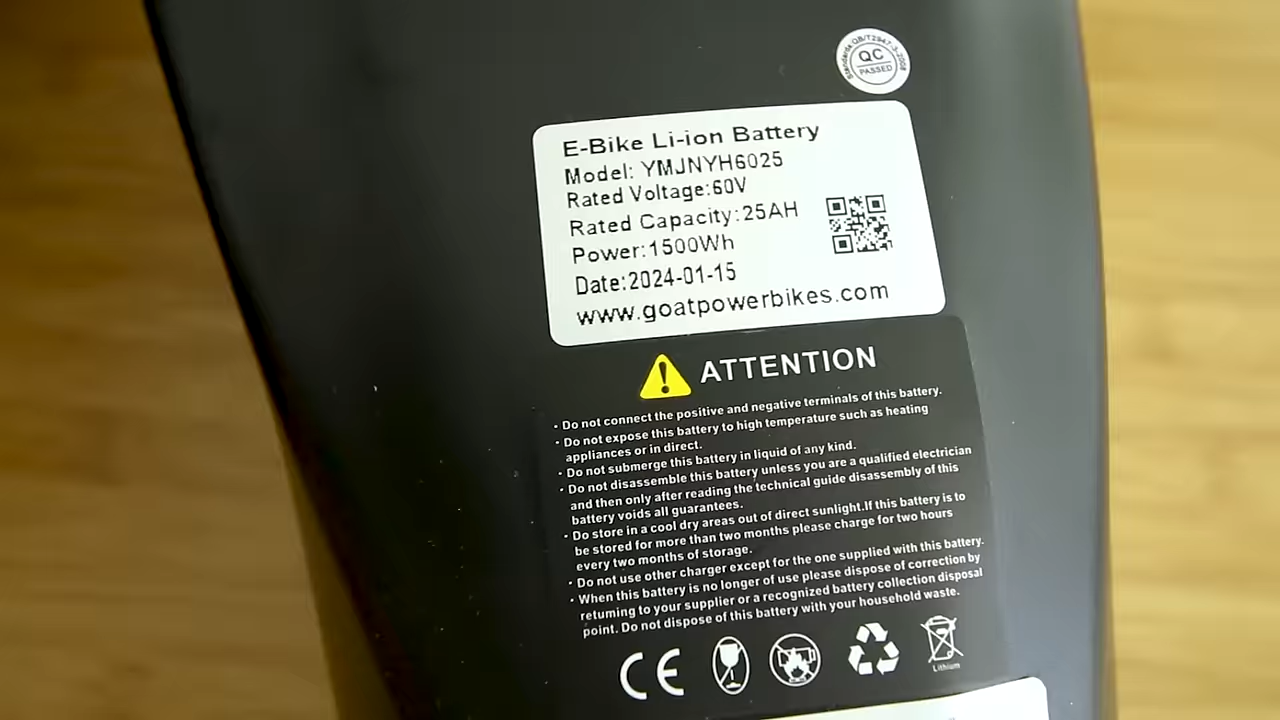 Standards QB/T2947.3-2008
QC
PASSED
E-Bike Li-ion Battery
Model: YMJNYH6025
Rated Voltage:60V
Rated Capacity:25AH
Power:1500Wh
Date:2024-01-15
www.goatpowerbikes.com
ATTENTION
· Do not connect the positive and negative terminals of this battery.
· Do not expose this battery to high temperature such as heating
appliances or in direct.
· Do not submerge this battery in liquid of any kind.
· Do not disassemble this battery unless you are a qualified electrician
and then only after reading the technical guide disassembly of this
battery voids all guarantees.
· Do store in a cool dry areas out of direct sunlight.If this battery is to
be stored for more than two months please charge for two hours
every two months of storage.
· Do not use other charger except for the one supplied with this battery.
· When this battery is no longer of use please dispose of correction by
returning to your supplier or a recognized battery collection disposal
point. Do not dispose of this battery with your household waste.
CE
Lithium